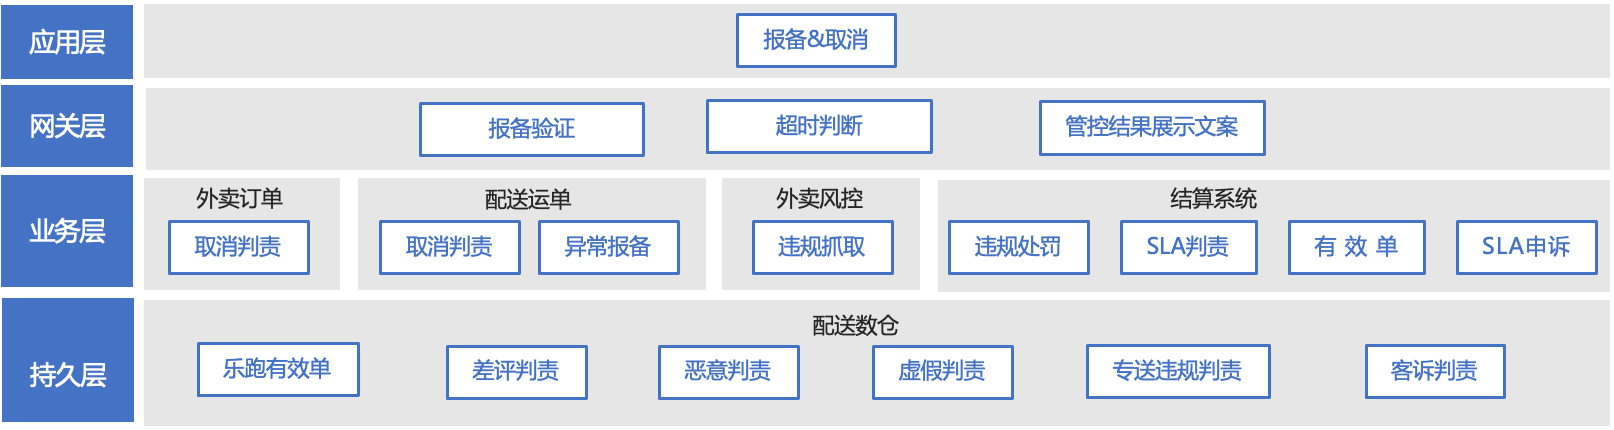 应用层
报备&取消
网关层
报备验证
超时判断
管控结果展示文案
业务层
外卖订单
取消判责
配送运单
取消判责
异常报备
外卖风控
违规抓取
结算系统
违规处罚
SLA判责
有 效 单
SLA申诉
持久层
配送数仓
乐跑有效单
差评判责
恶意判责
虚假判责
专送违规判责
客诉判责